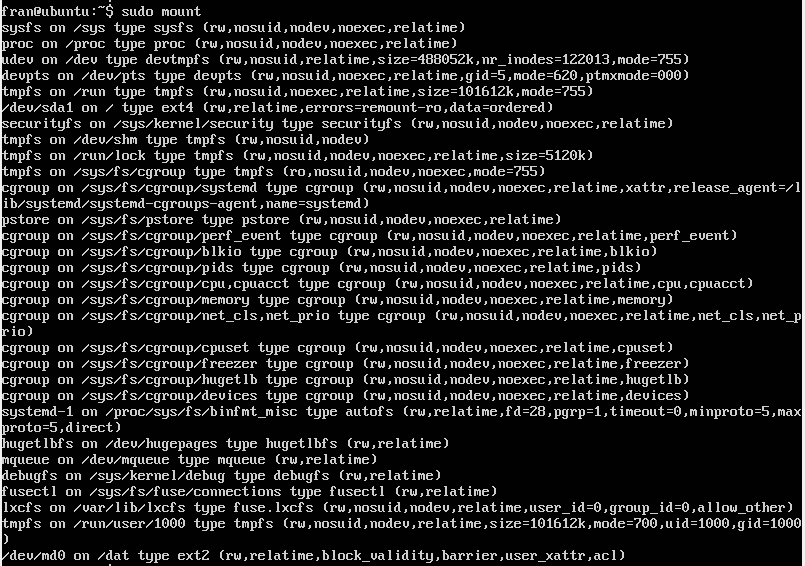 fran@ubuntu:~$ sudo mount
sysfs on /sys type sysfs (rw,nosuid,nodev,noexec,relatime)
proc on /proc type proc (rw,nosuid,nodev,noexec,relatime)
udev on /dev type devtmpfs (rw,nosuid,relatime,size=488052k,nr_inodes=122013,mode=755)
devpts on /dev/pts type devpts (rw,nosuid,noexec,relatime,gid=5,mode=620,ptmxmode=000)
tmpfs on /run type tmpfs (rw,nosuid,noexec,relatime,size=101612k,mode=755)
/dev/sda1 on / type ext4 (rw,relatime,errors=remount-ro,data=ordered)
securityfs on /sys/kernel/security type securityfs (rw,nosuid,nodev,noexec,relatime)
tmpfs on /dev/shm type tmpfs (rw,nosuid,nodev)
tmpfs on /run/lock type tmpfs (rw,nosuid,nodev,noexec,relatime,size=5120k)
tmpfs on /sys/fs/cgroup type tmpfs (ro,nosuid,nodev,noexec,mode=755)
cgroup on /sys/fs/cgroup/systemd type cgroup (rw,nosuid,nodev,noexec,relatime,xattr,release_agent=/l
ib/systemd/systemd-cgroups-agent,name=systemd)
pstore on /sys/fs/pstore type pstore (rw,nosuid,nodev,noexec,relatime)
cgroup on /sys/fs/cgroup/perf_event type cgroup (rw,nosuid,nodev,noexec,relatime,perf_event)
cgroup on /sys/fs/cgroup/blkio type cgroup (rw,nosuid,nodev,noexec,relatime,blkio)
cgroup on /sys/fs/cgroup/pids type cgroup (rw,nosuid,nodev,noexec,relatime,pids)
cgroup on /sys/fs/cgroup/cpu,cpuacct type cgroup (rw,nosuid,nodev,noexec,relatime,cpu,cpuacct)
cgroup on /sys/fs/cgroup/memory type cgroup (rw,nosuid,nodev,noexec,relatime,memory)
cgroup on /sys/fs/cgroup/net_cls,net_prio type cgroup (rw,nosuid,nodev,noexec,relatime,net_cls,net_p
rio)
cgroup on /sys/fs/cgroup/cpuset type cgroup (rw,nosuid,nodev,noexec,relatime,cpuset)
cgroup on /sys/fs/cgroup/freezer type cgroup (rw,nosuid,nodev,noexec,relatime,freezer)
cgroup on /sys/fs/cgroup/hugetlb type cgroup (rw,nosuid,nodev,noexec,relatime,hugetlb)
cgroup on /sys/fs/cgroup/devices type cgroup (rw,nosuid,nodev,noexec,relatime,devices)
systemd-1 on /proc/sys/fs/binfmt_misc type autofs (rw,relatime,fd=28,pgrp=1,timeout=0,minproto=5,max
proto=5,direct)
hugetlbfs on /dev/hugepages type hugetlbfs (rw,relatime)
mqueue on /dev/mqueue type mqueue (rw,relatime)
debugfs on /sys/kernel/debug type debugfs (rw,relatime)
fusectl on /sys/fs/fuse/connections type fusectl (rw,relatime)
lxcfs on /var/lib/lxcfs type fuse.lxcfs (rw,nosuid,nodev,relatime,user_id=0,group_id=0,allow_other)
tmpfs on /run/user/1000 type tmpfs (rw,nosuid,nodev,relatime,size=101612k,mode=700,uid=1000,gid=1000
)
/dev/md0 on /dat type ext2 (rw,relatime,block_validity,barrier,user_xattr,acl)